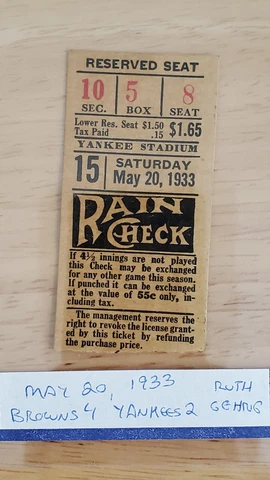 RESERVED SEAT
10 5 8
SEC. BOX SEAT
Lower Res. Seat $1.50
Tax Paid .15 $1.65
YANKEE STADIUM
15 SATURDAY
May 20, 1933
RAIN
CHECK
If 4½ innings are not played
this Check may be exchanged
for any other game this season.
If punched it can be exchanged
at the value of 55c only, in-
cluding tax.
The management reserves the
right to revoke the license grant-
ed by this ticket by refunding
the purchase price.
MAY 20, 1933 RUTH
BROWNS 4 YANKEES 2 GEHRIG